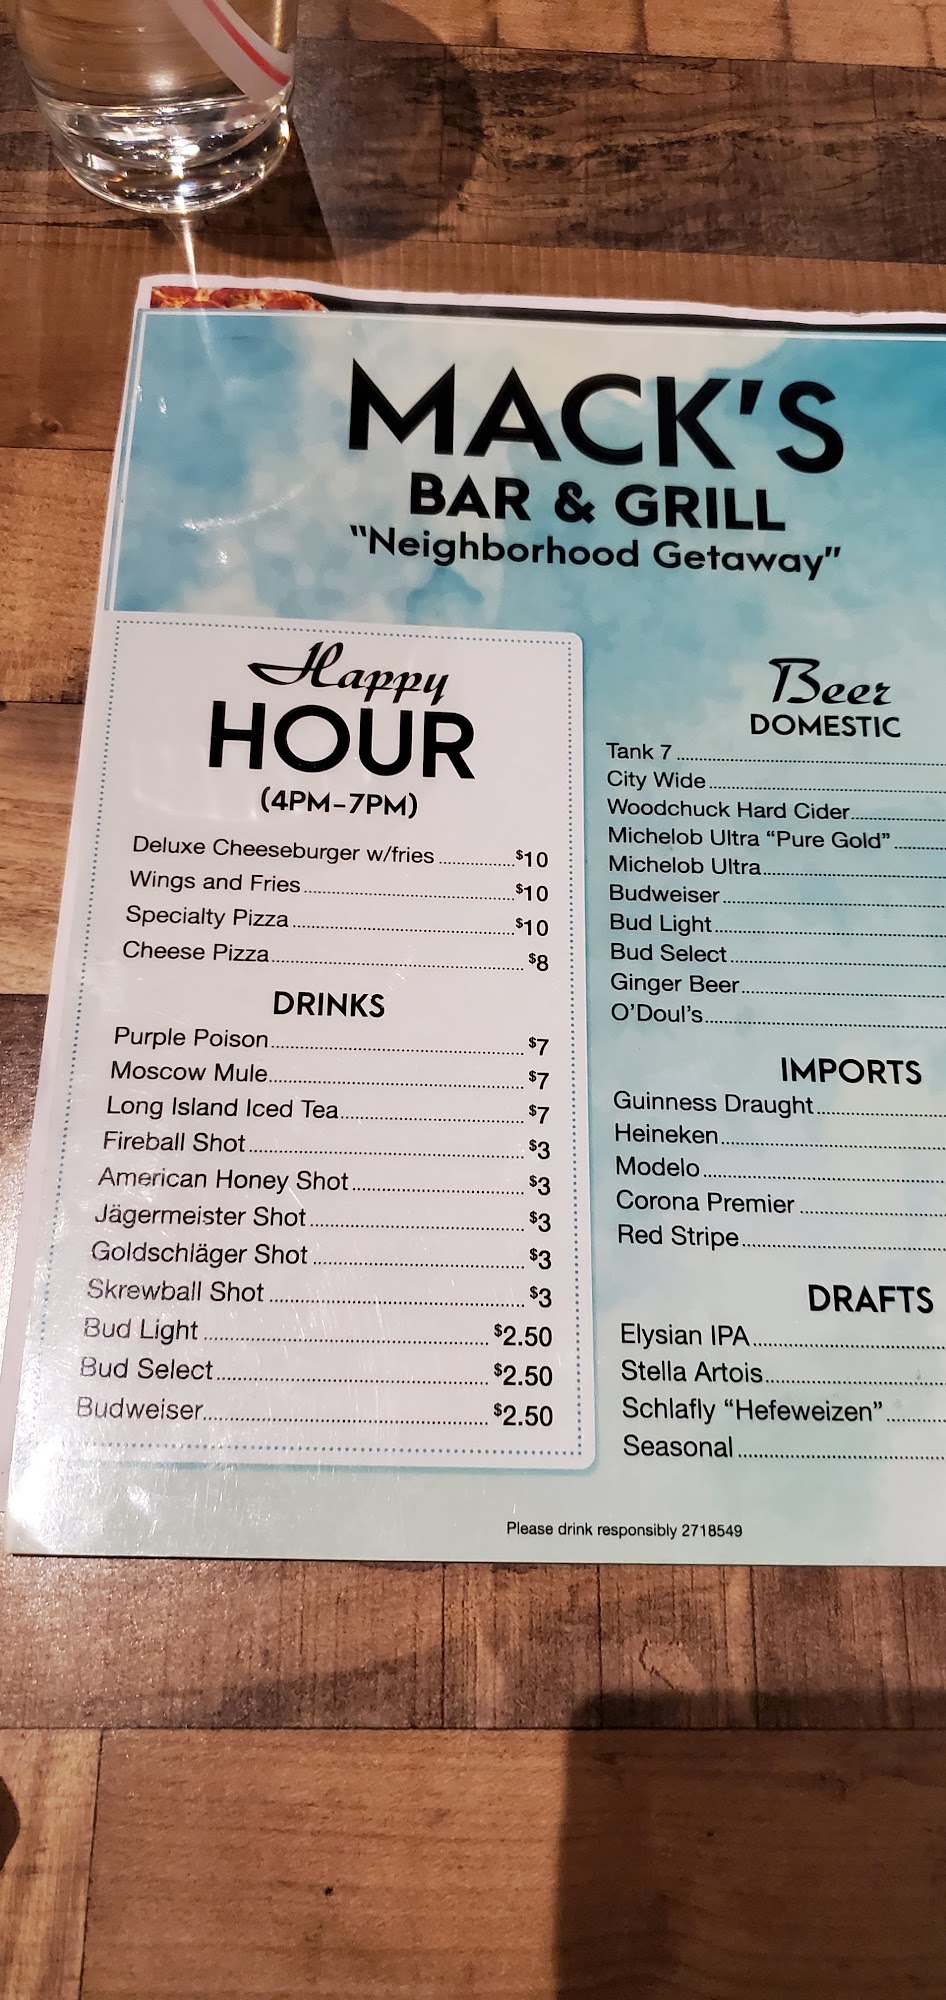 MACK'S
BAR & GRILL
"Neighborhood Getaway"
Happy
HOUR
(4PM-7PM)
Deluxe Cheeseburger w/fries $10
Wings and Fries $10
Specialty Pizza $10
Cheese Pizza $8
DRINKS
Purple Poison $7
Moscow Mule $7
Long Island Iced Tea $7
Fireball Shot $3
American Honey Shot $3
Jägermeister Shot $3
Goldschläger Shot $3
Skrewball Shot $3
Bud Light $2.50
Bud Select $2.50
Budweiser $2.50
Beer
DOMESTIC
Tank 7
City Wide
Woodchuck Hard Cider
Michelob Ultra "Pure Gold"
Michelob Ultra
Budweiser
Bud Light
Bud Select
Ginger Beer
O'Doul's
IMPORTS
Guinness Draught
Heineken
Modelo
Corona Premier
Red Stripe
DRAFTS
Elysian IPA
Stella Artois
Schlafly "Hefeweizen"
Seasonal
Please drink responsibly 2718549